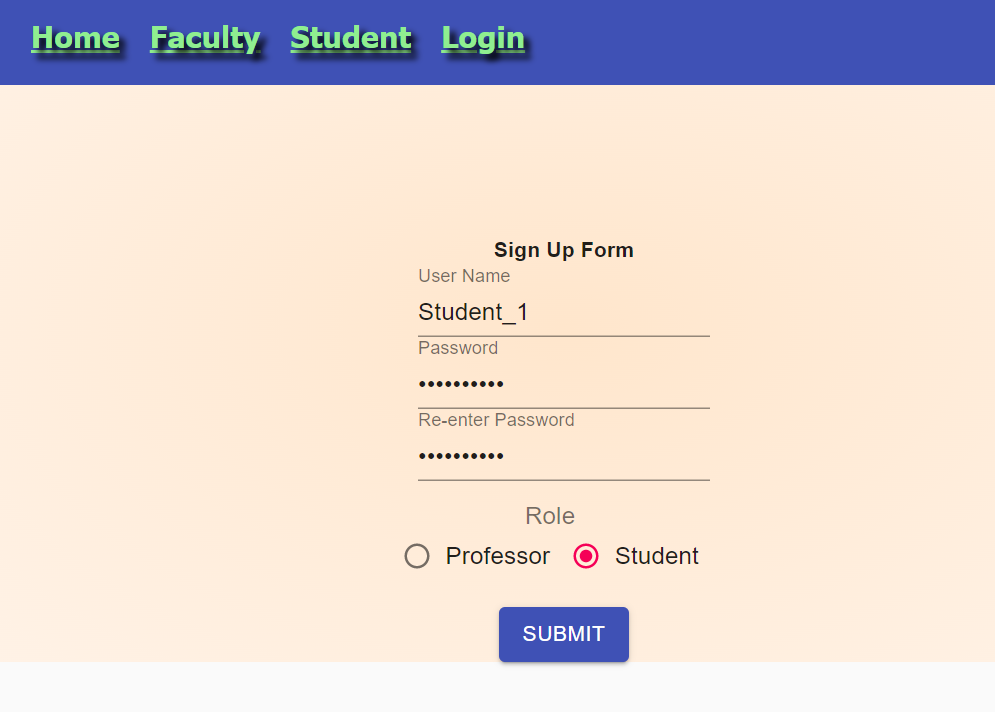 Home Faculty Student Login
Sign Up Form
User Name
Student_1
Password
••••••••••
Re-enter Password
••••••••••
Role
Professor Student
SUBMIT